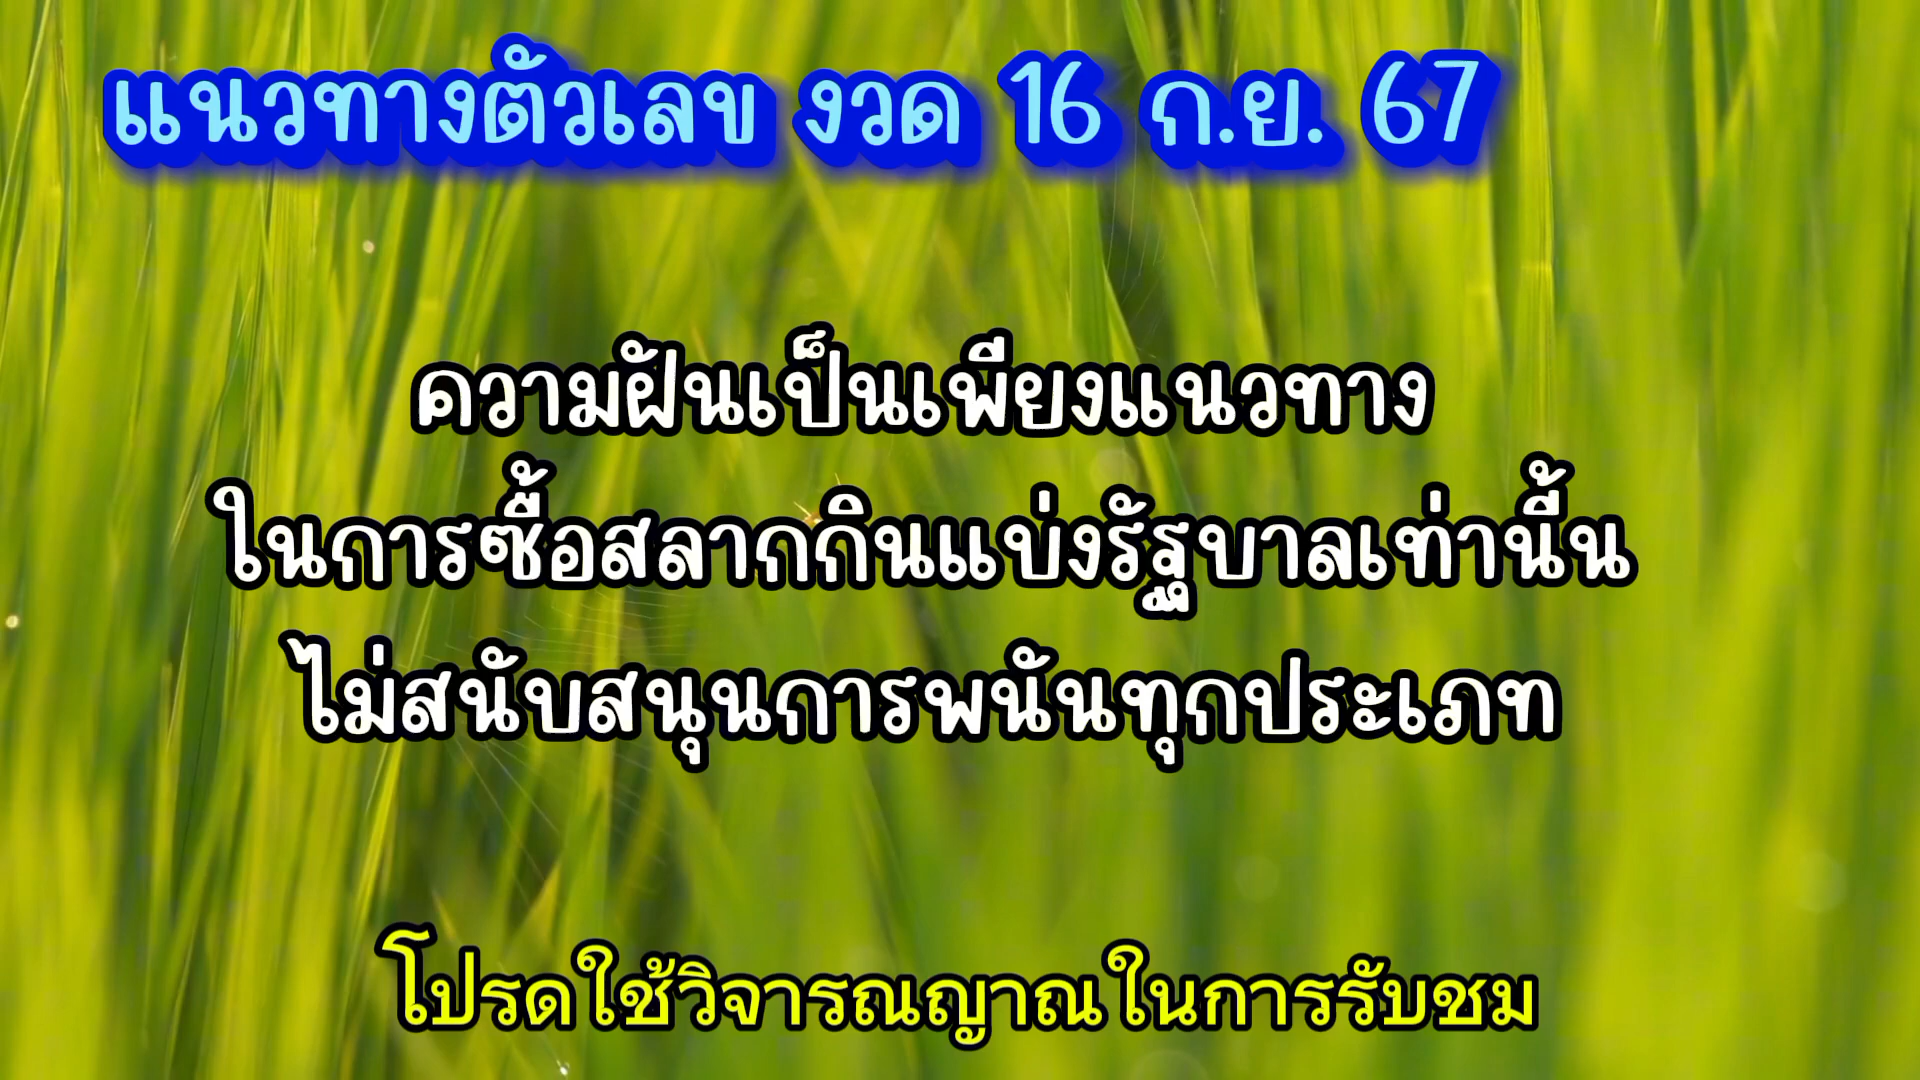 แนวทางตัวเลข งวด 16 ก.ย. 67
ความฝันเป็นเพียงแนวทาง
ในการซื้อสลากกินแบ่งรัฐบาลเท่านี้น
ไม่สนับสนุนการพนันทุกประเภท
โปรดใช้วิจารณญาณในการรับชม